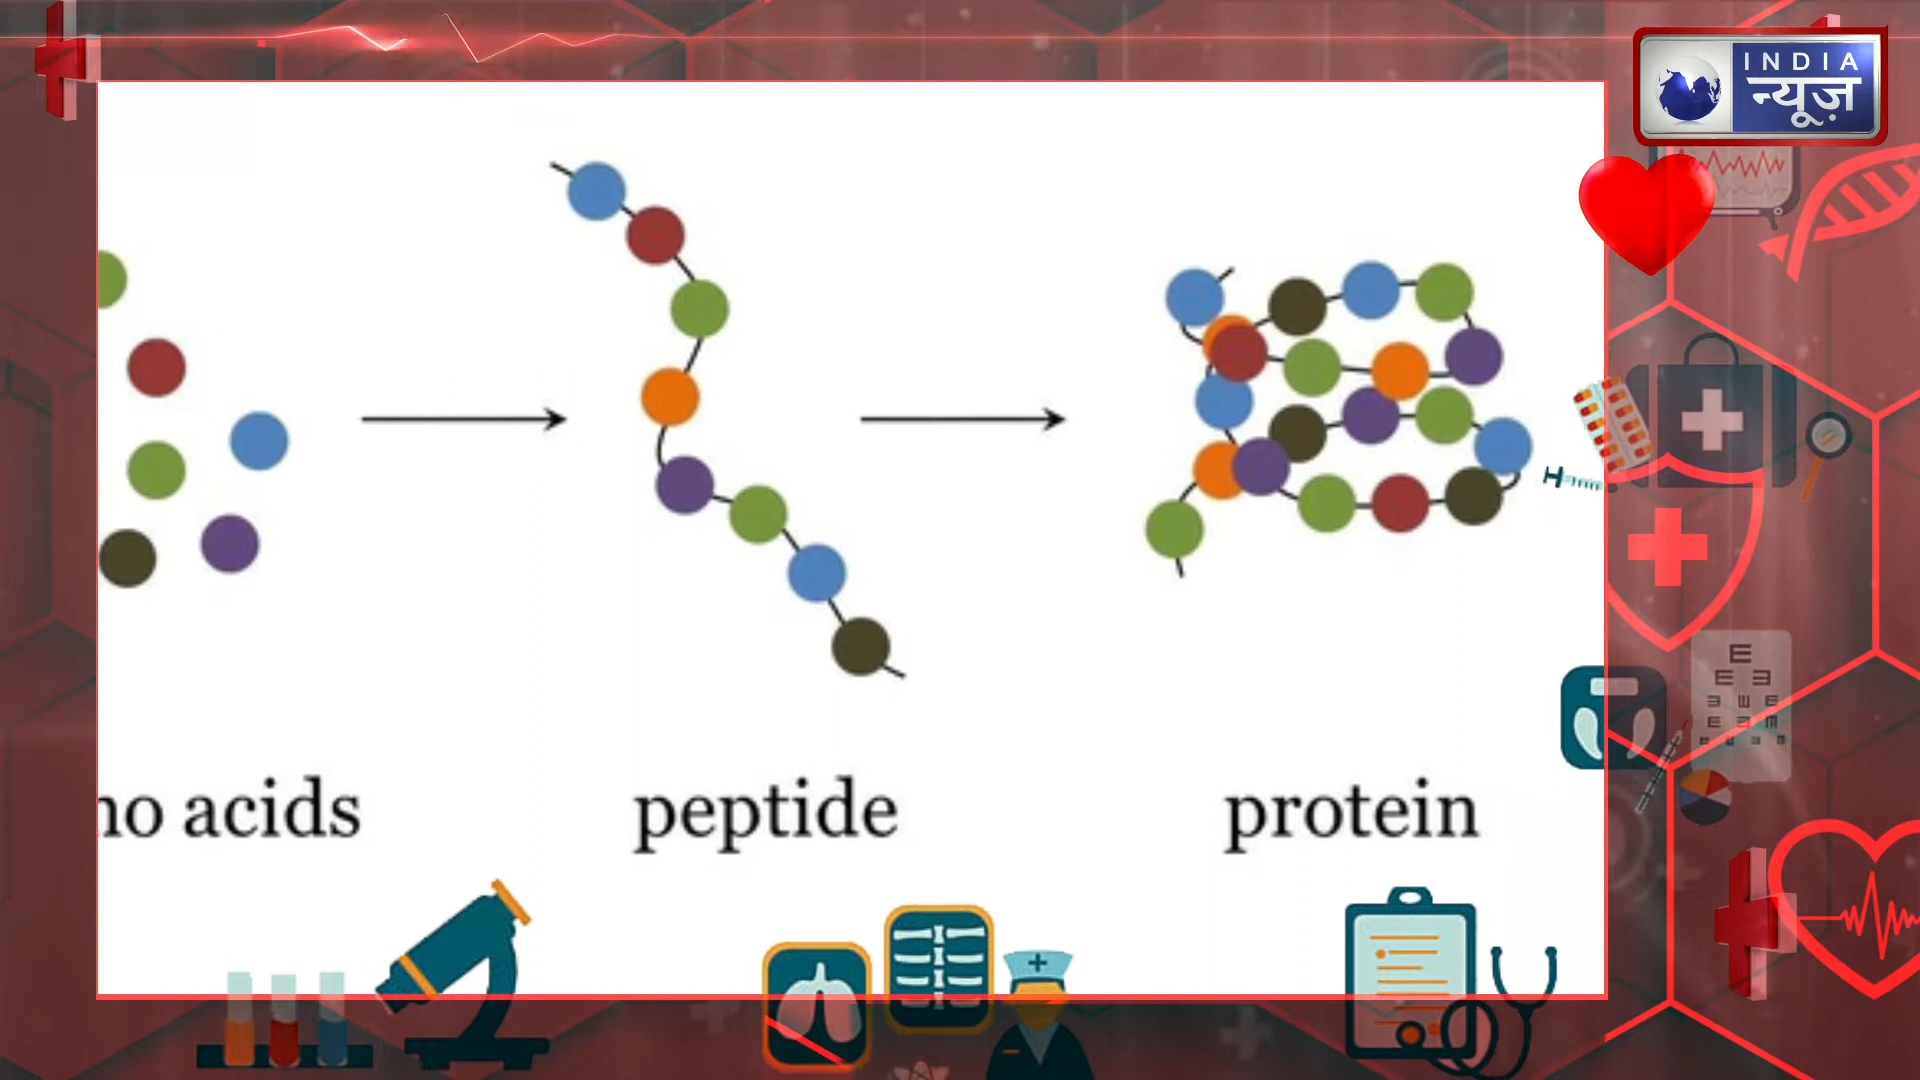 INDIA
न्यूज़
no acids
peptide
protein
E
E Ǝ
Ǝ E
E